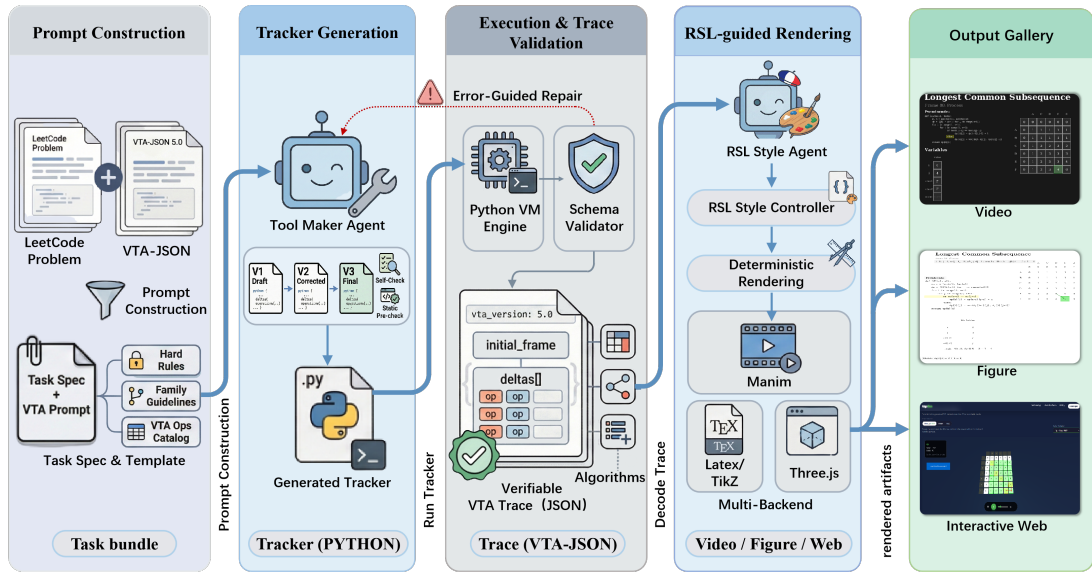 Prompt Construction
LeetCode
Problem
VTA-JSON 5.0
LeetCode
Problem
VTA-JSON
Prompt
Construction
Task Spec
+
VTA Prompt
Hard
Rules
Family
Guidelines
VTA Ops
Catalog
Task Spec & Template
Task bundle
Prompt Construction
Tracker Generation
Tool Maker Agent
V1
Draft
V2
Corrected
V3
Final
Self-Check
Static
Pre-check
.py
Generated Tracker
Tracker (PYTHON)
Run Tracker
Execution & Trace
Validation
Error-Guided Repair
Python VM
Engine
Schema
Validator
vta_version: 5.0
initial_frame
deltas[]
op op
op op
op op
Algorithms
Verifiable
VTA Trace (JSON)
Trace (VTA-JSON)
Decode Trace
RSL-guided Rendering
RSL Style Agent
{}
RSL Style Controller
Deterministic
Rendering
Manim
TEX
TEX
Latex/
TikZ
Three.js
Multi-Backend
Video / Figure / Web
rendered artifacts
Output Gallery
Longest Common Subsequence
Variables
Video
Longest Common Subsequence
Figure
Interactive Web